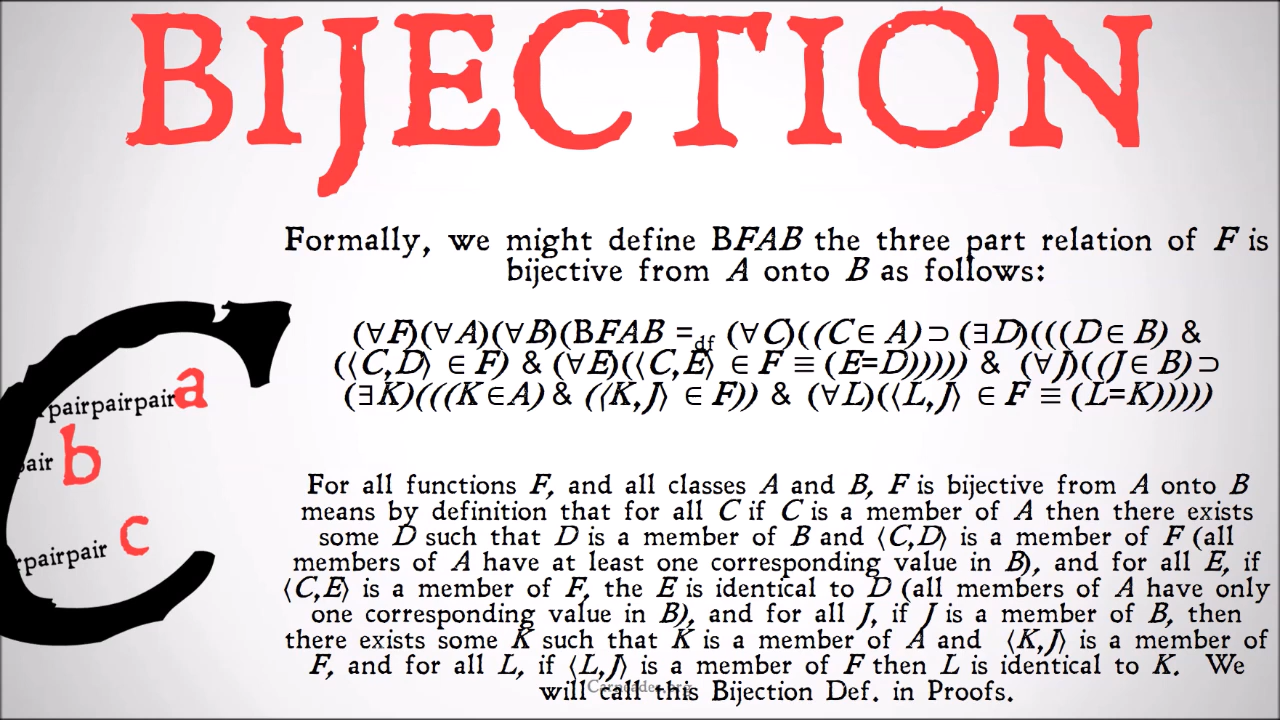 BIJECTION
Formally, we might define BFAB the three part relation of F is
bijective from A onto B as follows:
(∀F)(∀A)(∀B)(BFAB =df (∀C)((C∈ A)⊃ (∃D)(((D∈ B) &
(⟨C,D⟩ ∈ F) & (∀E)(⟨C,E⟩ ∈ F ≡ (E=D))))) & (∀J)((J∈ B)⊃
(∃K)(((K∈A) & (⟨K,J⟩ ∈ F)) & (∀L)(⟨L,J⟩ ∈ F ≡ (L=K)))))
pairpairpair a
pair b
pairpair c
For all functions F, and all classes A and B, F is bijective from A onto B
means by definition that for all C if C is a member of A then there exists
some D such that D is a member of B and ⟨C,D⟩ is a member of F (all
members of A have at least one corresponding value in B), and for all E, if
⟨C,E⟩ is a member of F, the E is identical to D (all members of A have only
one corresponding value in B), and for all J, if J is a member of B, then
there exists some K such that K is a member of A and ⟨K,J⟩ is a member of
F, and for all L, if ⟨L,J⟩ is a member of F then L is identical to K. We
will call this Bijection Def. in Proofs.
Carneades.org